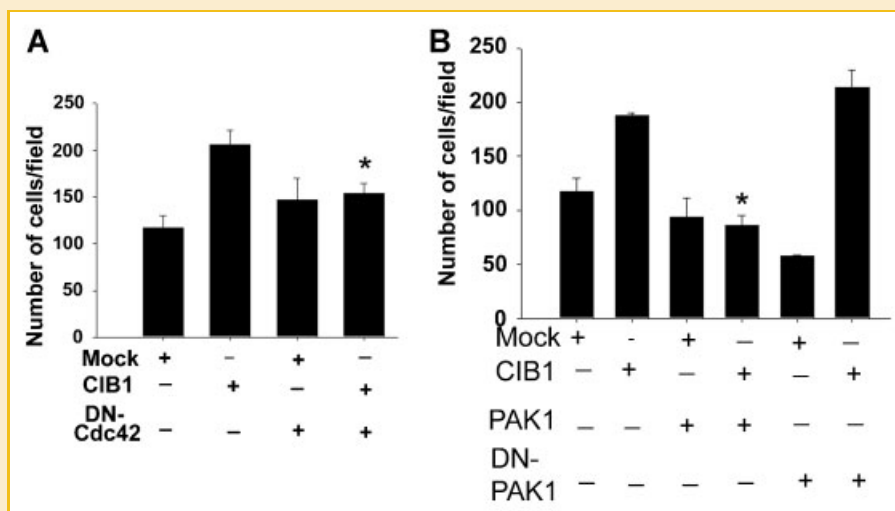 A
Number of cells/field
250
200
150
100
50
0
*
Mock + – + –
CIB1 – + – +
DN-
Cdc42 – – + +
B
Number of cells/field
250
200
150
100
50
0
*
Mock + - + – + –
CIB1 – + – + – +
PAK1 – – + + – –
DN-
PAK1 – – – – + +